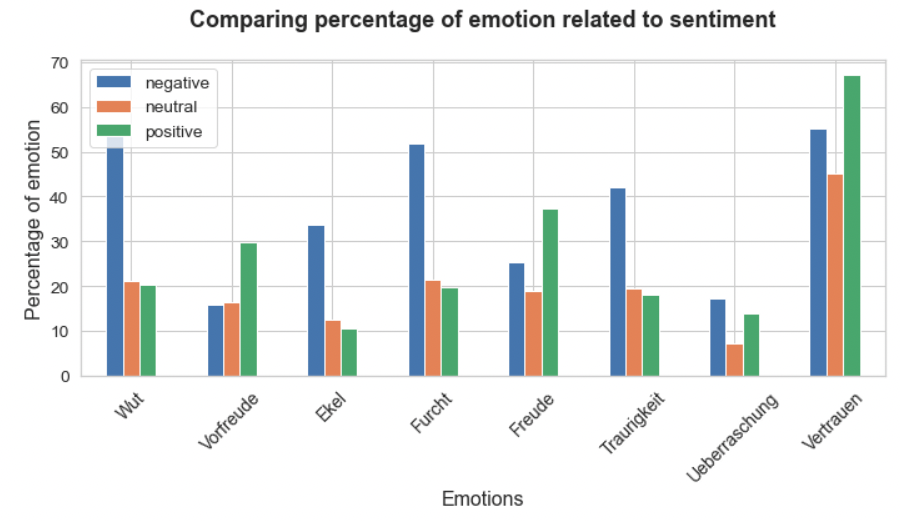 Comparing percentage of emotion related to sentiment
Percentage of emotion
70
60
50
40
30
20
10
0
negative
neutral
positive
Wut
Vorfreude
Ekel
Furcht
Freude
Traurigkeit
Ueberraschung
Vertrauen
Emotions